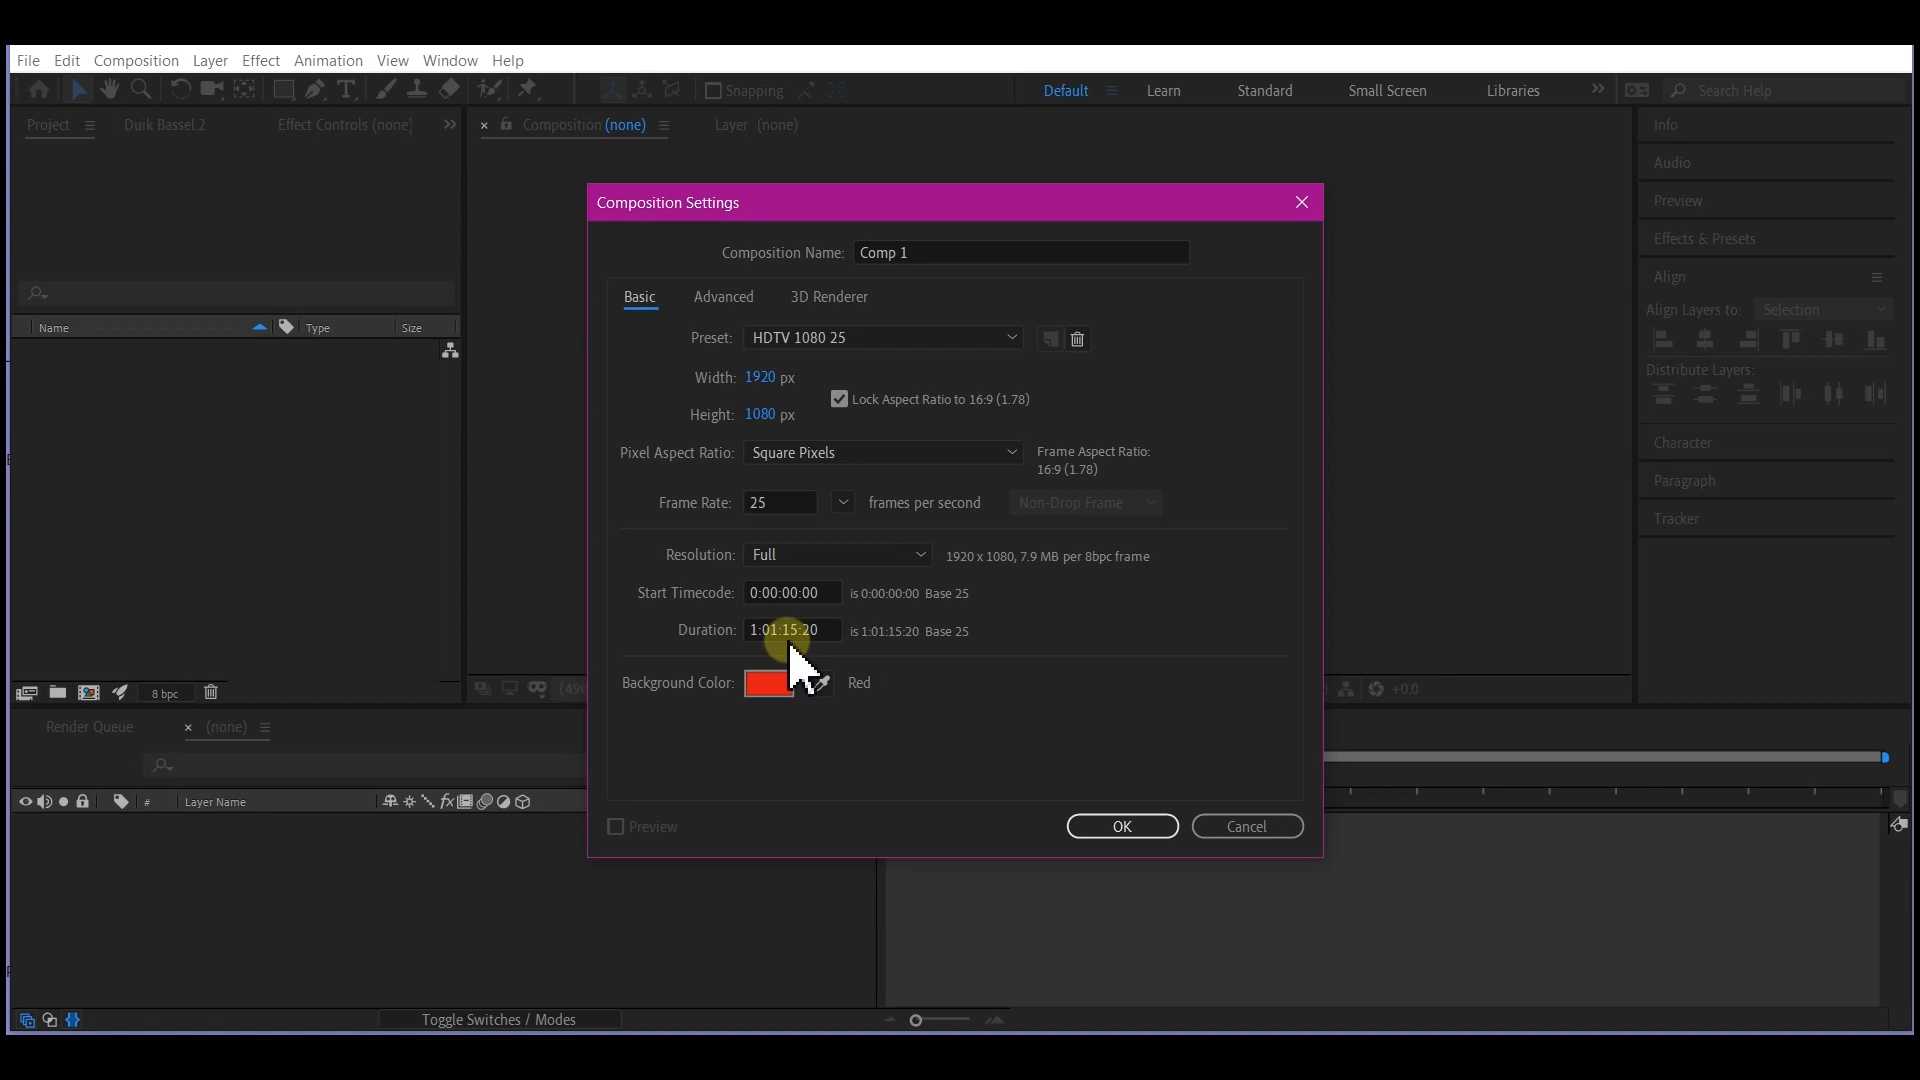 File Edit Composition Layer Effect Animation View Window Help
Snapping Default Learn Standard Small Screen Libraries Search Help
Project Duik Bassel.2 Effect Controls (none) Composition (none) Layer (none) Info
Audio
Preview
Effects & Presets
Align
Align Layers to: Selection
Distribute Layers:
Character
Paragraph
Tracker
Name Type Size
8 bpc
+0.0
Composition Settings
Composition Name: Comp 1
Basic Advanced 3D Renderer
Preset: HDTV 1080 25
Width: 1920 px
Lock Aspect Ratio to 16:9 (1.78)
Height: 1080 px
Pixel Aspect Ratio: Square Pixels Frame Aspect Ratio:
16:9 (1.78)
Frame Rate: 25 frames per second Non-Drop Frame
Resolution: Full 1920 x 1080, 7.9 MB per 8bpc frame
Start Timecode: 0:00:00:00 is 0:00:00:00 Base 25
Duration: 1:01:15:20 is 1:01:15:20 Base 25
Background Color: Red
Preview OK Cancel
Render Queue (none)
# Layer Name fx
Toggle Switches / Modes